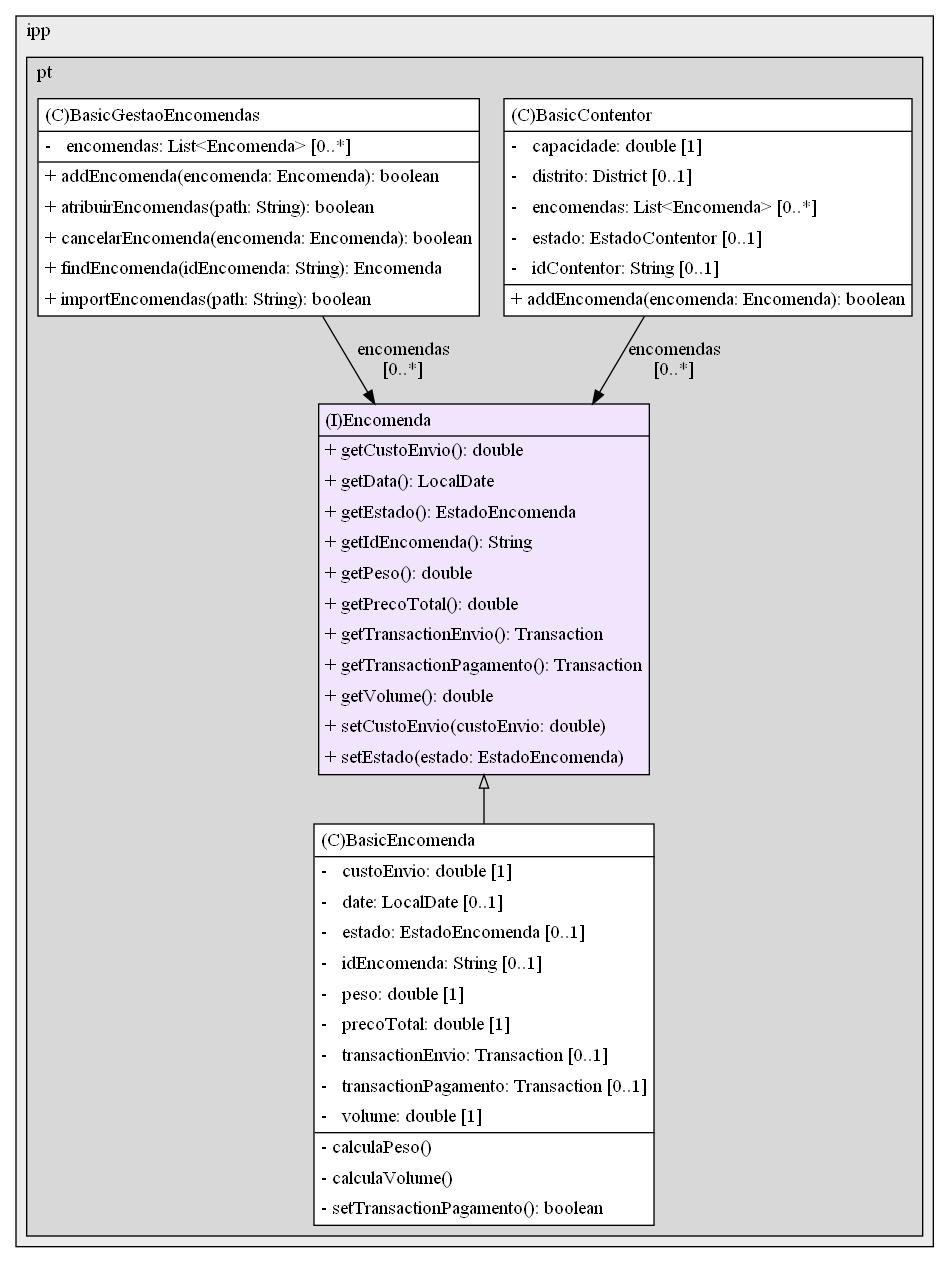 ipp
pt
(C)BasicGestaoEncomendas
-   encomendas: List<Encomenda> [0..*]
+ addEncomenda(encomenda: Encomenda): boolean
+ atribuirEncomendas(path: String): boolean
+ cancelarEncomenda(encomenda: Encomenda): boolean
+ findEncomenda(idEncomenda: String): Encomenda
+ importEncomendas(path: String): boolean
(C)BasicContentor
-   capacidade: double [1]
-   distrito: District [0..1]
-   encomendas: List<Encomenda> [0..*]
-   estado: EstadoContentor [0..1]
-   idContentor: String [0..1]
+ addEncomenda(encomenda: Encomenda): boolean
encomendas
[0..*]
encomendas
[0..*]
(I)Encomenda
+ getCustoEnvio(): double
+ getData(): LocalDate
+ getEstado(): EstadoEncomenda
+ getIdEncomenda(): String
+ getPeso(): double
+ getPrecoTotal(): double
+ getTransactionEnvio(): Transaction
+ getTransactionPagamento(): Transaction
+ getVolume(): double
+ setCustoEnvio(custoEnvio: double)
+ setEstado(estado: EstadoEncomenda)
(C)BasicEncomenda
-   custoEnvio: double [1]
-   date: LocalDate [0..1]
-   estado: EstadoEncomenda [0..1]
-   idEncomenda: String [0..1]
-   peso: double [1]
-   precoTotal: double [1]
-   transactionEnvio: Transaction [0..1]
-   transactionPagamento: Transaction [0..1]
-   volume: double [1]
- calculaPeso()
- calculaVolume()
- setTransactionPagamento(): boolean